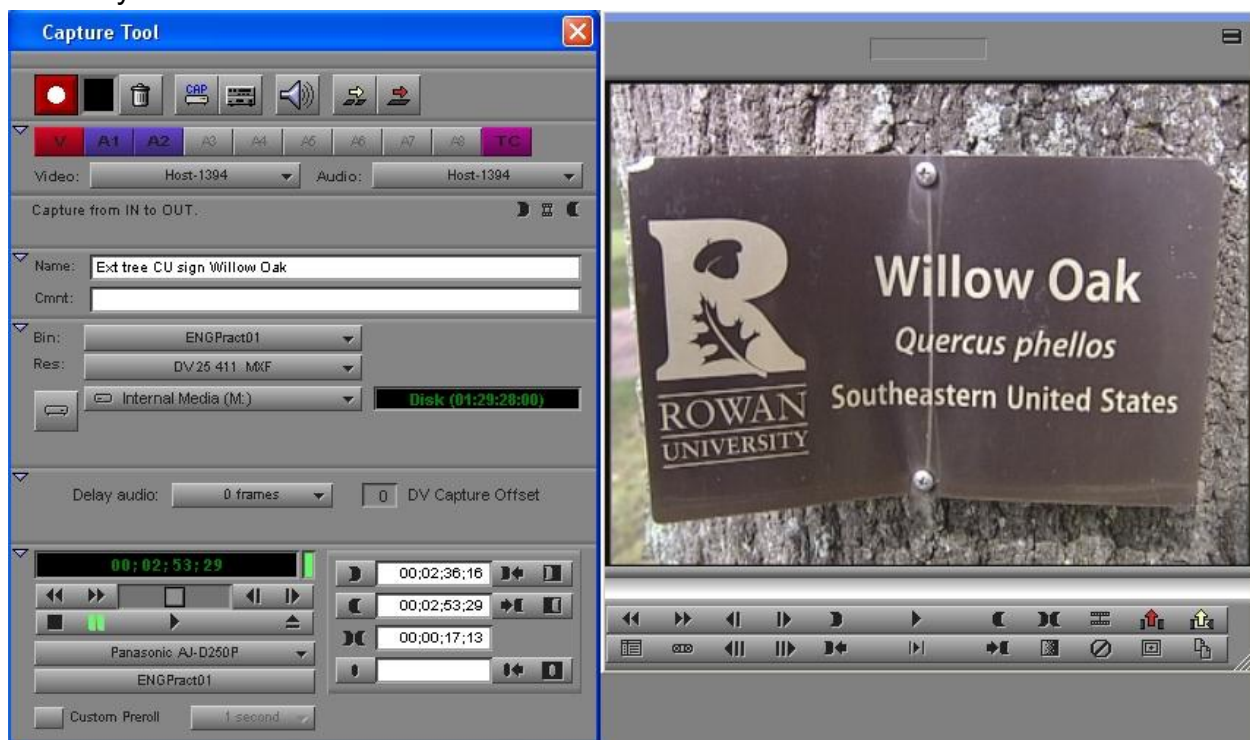 Capture Tool
CAP
V A1 A2 A3 A4 A5 A6 A7 A8 TC
Video: Host-1394 Audio: Host-1394
Capture from IN to OUT.
Name: Ext tree CU sign Willow Oak
Cmnt:
Bin: ENGPract01
Res: DV 25 411 MXF
Internal Media (M:) Disk (01:29:28:00)
Delay audio: 0 frames 0 DV Capture Offset
00;02;53;29
00;02;36;16
00;02;53;29
00;00;17;13
Panasonic AJ-D250P
ENGPract01
Custom Preroll 1 second
R
Willow Oak
Quercus phellos
Southeastern United States
ROWAN
UNIVERSITY